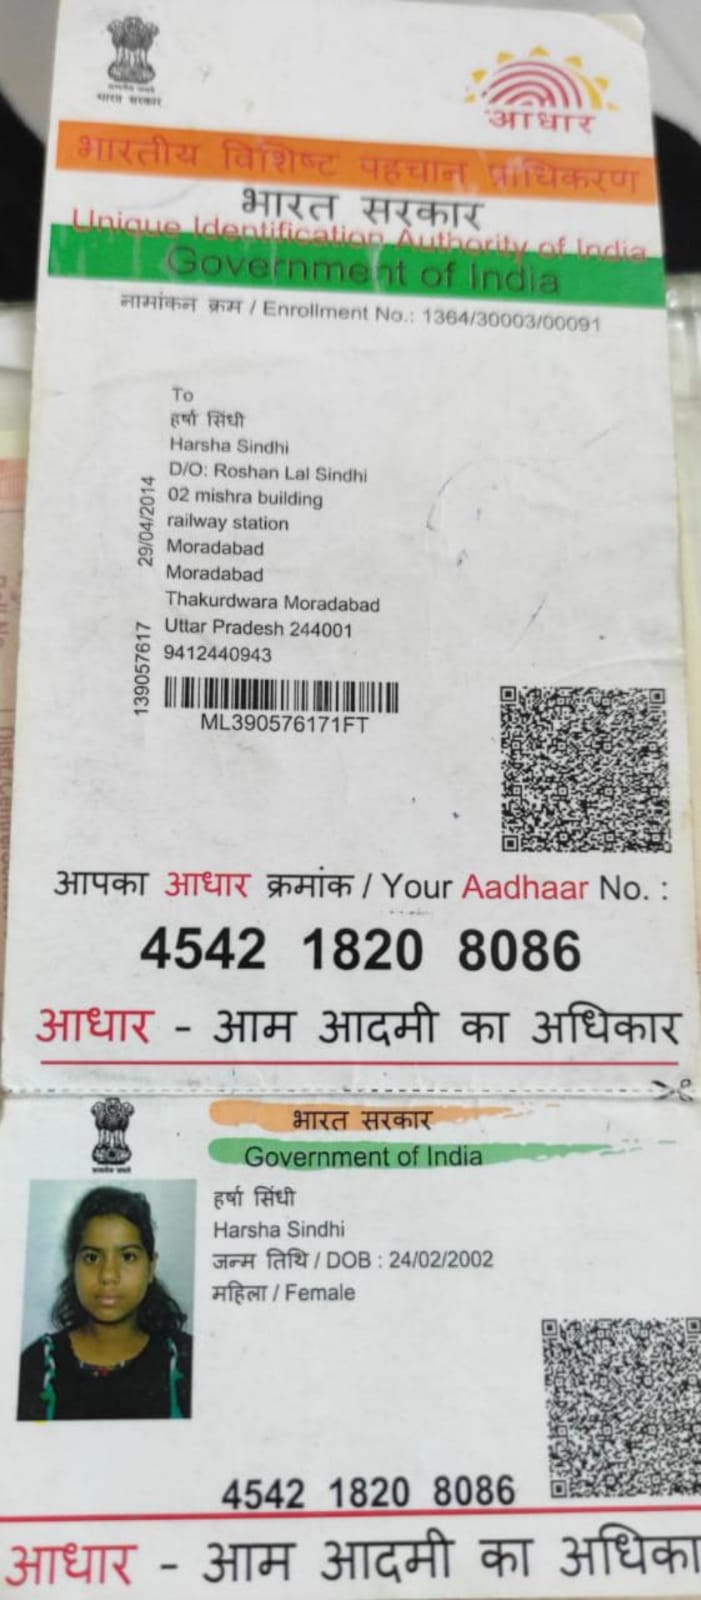 भारत सरकार
आधार
भारतीय विशिष्ट पहचान प्राधिकरण
भारत सरकार
Unique Identification Authority of India
Government of India
नामांकन क्रम / Enrollment No.: 1364/30003/00091
To
हर्षा सिंधी
Harsha Sindhi
D/O: Roshan Lal Sindhi
02 mishra building
railway station
Moradabad
Moradabad
Thakurdwara Moradabad
Uttar Pradesh 244001
9412440943
29/04/2014
139057617
ML390576171FT
आपका आधार क्रमांक / Your Aadhaar No. :
4542 1820 8086
आधार - आम आदमी का अधिकार
भारत सरकार
Government of India
हर्षा सिंधी
Harsha Sindhi
जन्म तिथि / DOB : 24/02/2002
महिला / Female
4542 1820 8086
आधार - आम आदमी का अधिका